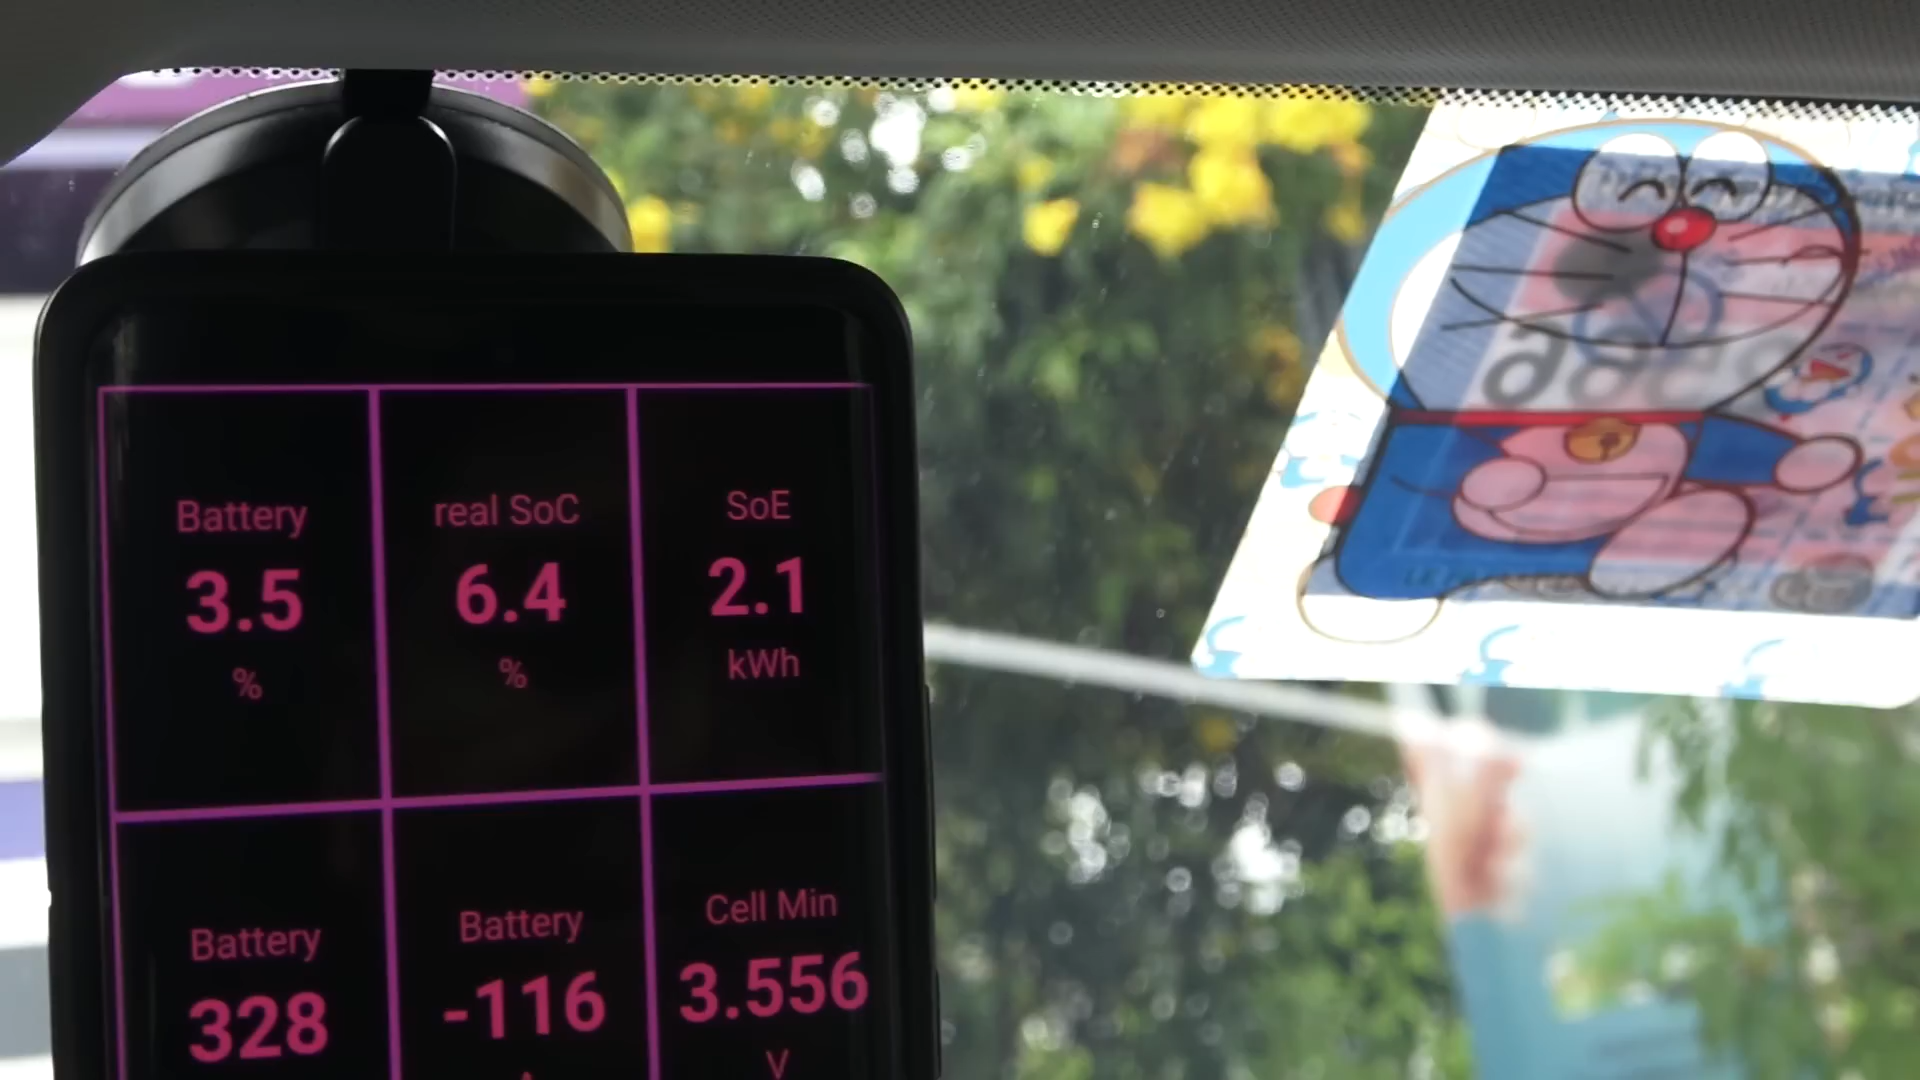 Battery
3.5
%
real SoC
6.4
%
SoE
2.1
kWh
Battery
328
Battery
-116
Cell Min
3.556
V